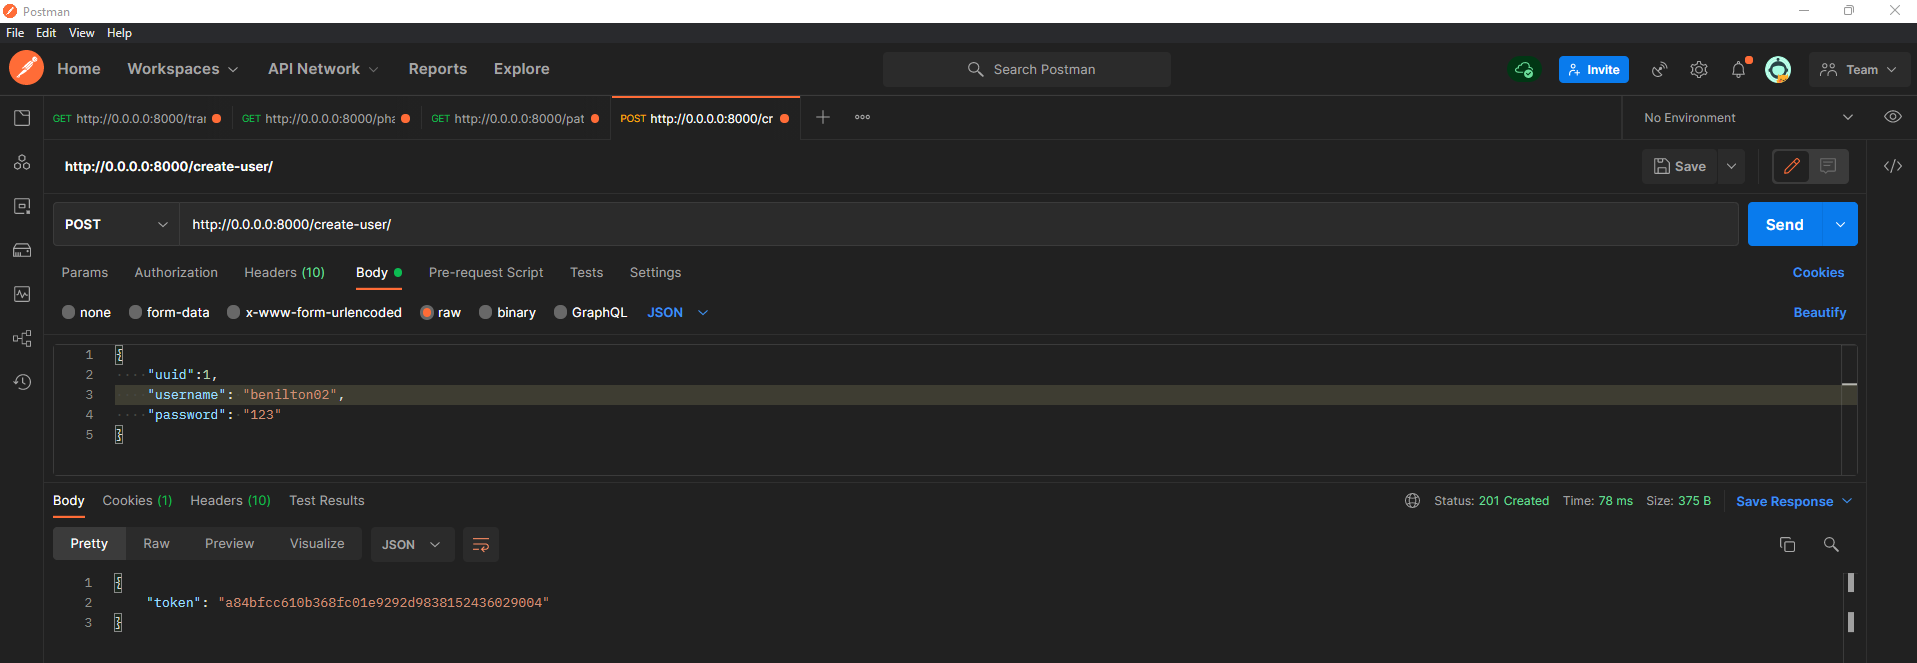 Postman
File Edit View Help
Home Workspaces API Network Reports Explore Search Postman Invite Team
GET http://0.0.0.0:8000/trai GET http://0.0.0.0:8000/pha GET http://0.0.0.0:8000/pat POST http://0.0.0.0:8000/cr No Environment
http://0.0.0.0:8000/create-user/ Save
POST http://0.0.0.0:8000/create-user/ Send
Params Authorization Headers (10) Body Pre-request Script Tests Settings Cookies
none form-data x-www-form-urlencoded raw binary GraphQL JSON Beautify
1 {
2 "uuid":1,
3 "username": "benilton02",
4 "password": "123"
5 }
Body Cookies (1) Headers (10) Test Results Status: 201 Created Time: 78 ms Size: 375 B Save Response
Pretty Raw Preview Visualize JSON
1 {
2 "token": "a84bfcc610b368fc01e9292d9838152436029004"
3 }